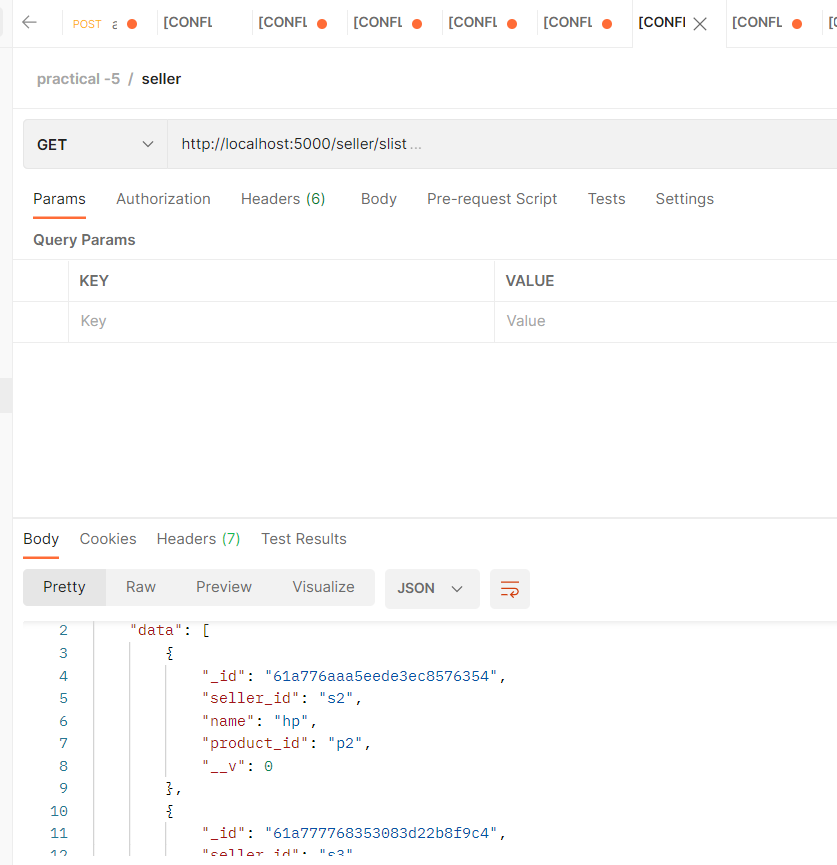 POST a [CONFL [CONFL [CONFL [CONFL [CONFL [CONFI [CONFL [C
practical -5 / seller
GET http://localhost:5000/seller/slist ...
Params Authorization Headers (6) Body Pre-request Script Tests Settings
Query Params
KEY VALUE
Key Value
Body Cookies Headers (7) Test Results
Pretty Raw Preview Visualize JSON
2 "data": [
3 {
4 "_id": "61a776aaa5eede3ec8576354",
5 "seller_id": "s2",
6 "name": "hp",
7 "product_id": "p2",
8 "__v": 0
9 },
10 {
11 "_id": "61a777768353083d22b8f9c4",
12 "seller_id": "s3"